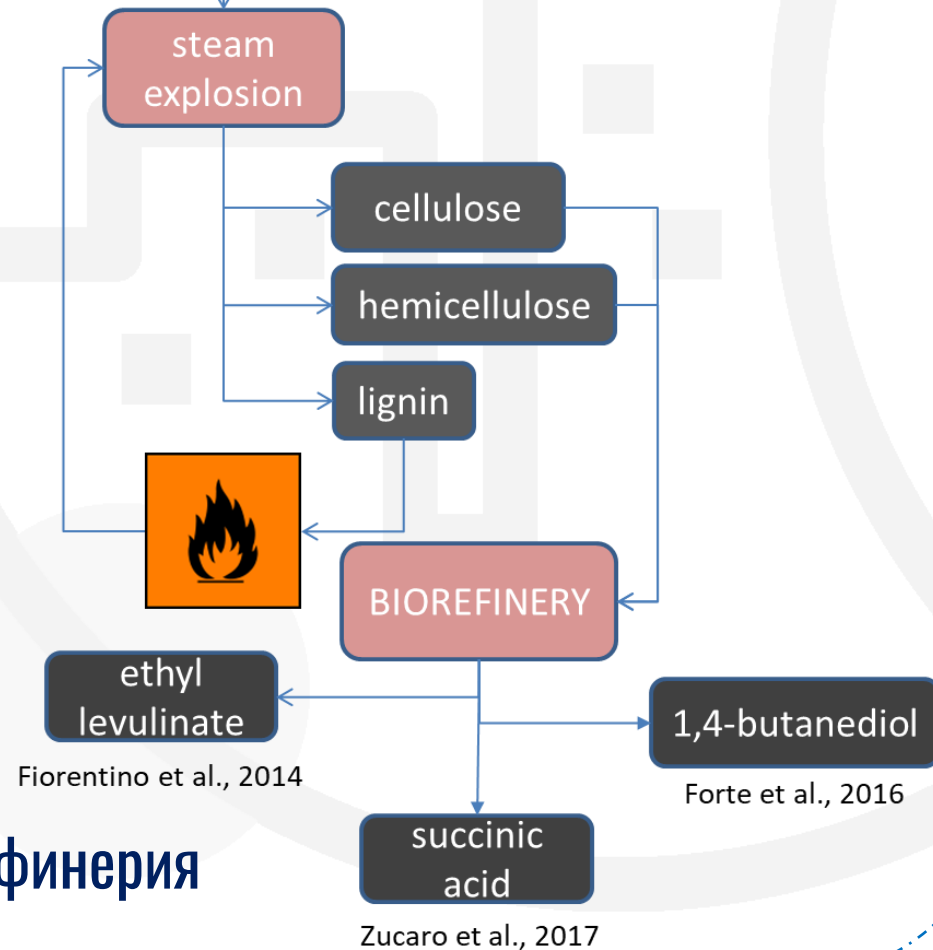 steam
explosion
cellulose
hemicellulose
lignin
BIOREFINERY
ethyl
levulinate
Fiorentino et al., 2014
1,4-butanediol
Forte et al., 2016
succinic
acid
Zucaro et al., 2017
финерия